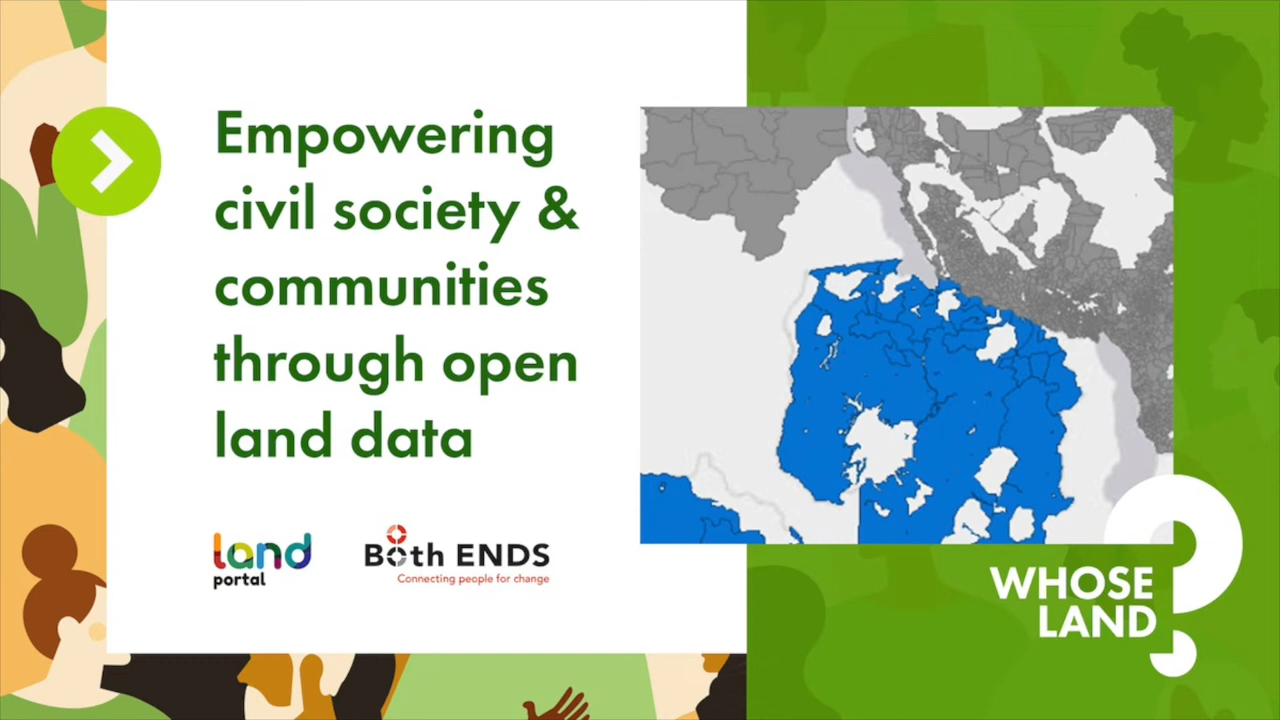 Empowering
civil society &
communities
through open
land data
land
portal
Both ENDS
Connecting people for change
WHOSE
LAND
?